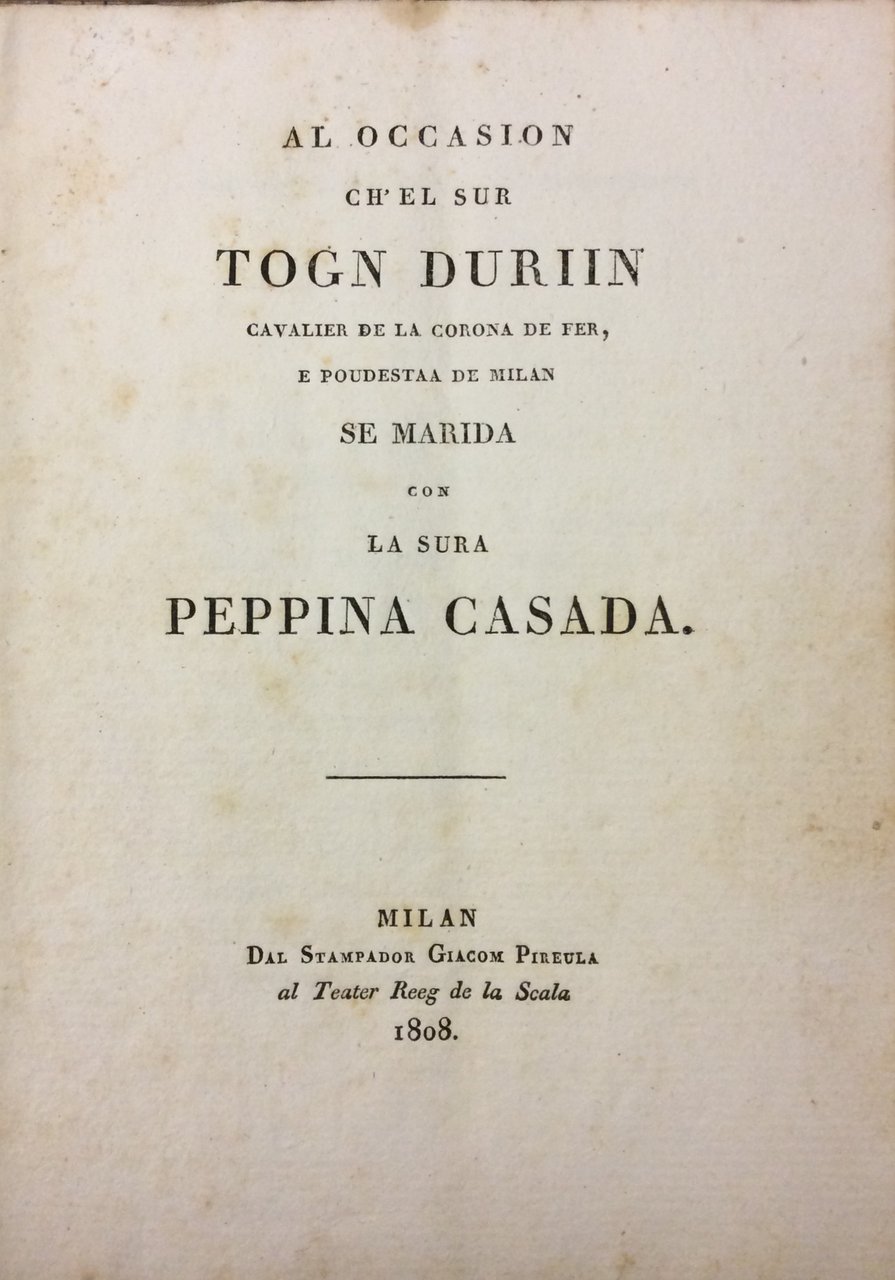 AL OCCASION
CH' EL SUR
TOGN DURIIN
CAVALIER DE LA CORONA DE FER,
E POUDESTAA DE MILAN
SE MARIDA
CON
LA SURA
PEPPINA CASADA.
MILAN
DAL STAMPADOR GIACOM PIREULA
al Teater Reeg de la Scala
1808.